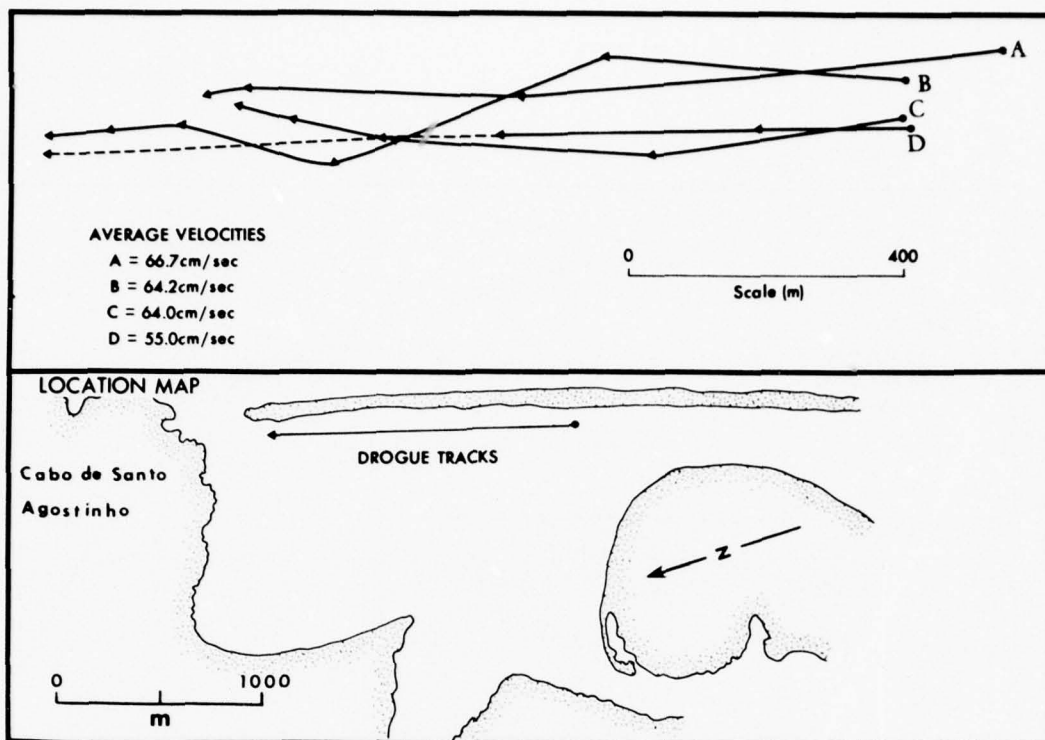 A
B
C
D
AVERAGE VELOCITIES
A = 66.7cm/sec
B = 64.2cm/sec
C = 64.0cm/sec
D = 55.0cm/sec
0 400
Scale (m)
LOCATION MAP
DROGUE TRACKS
Cabo de Santo
Agostinho
N
0 1000
m